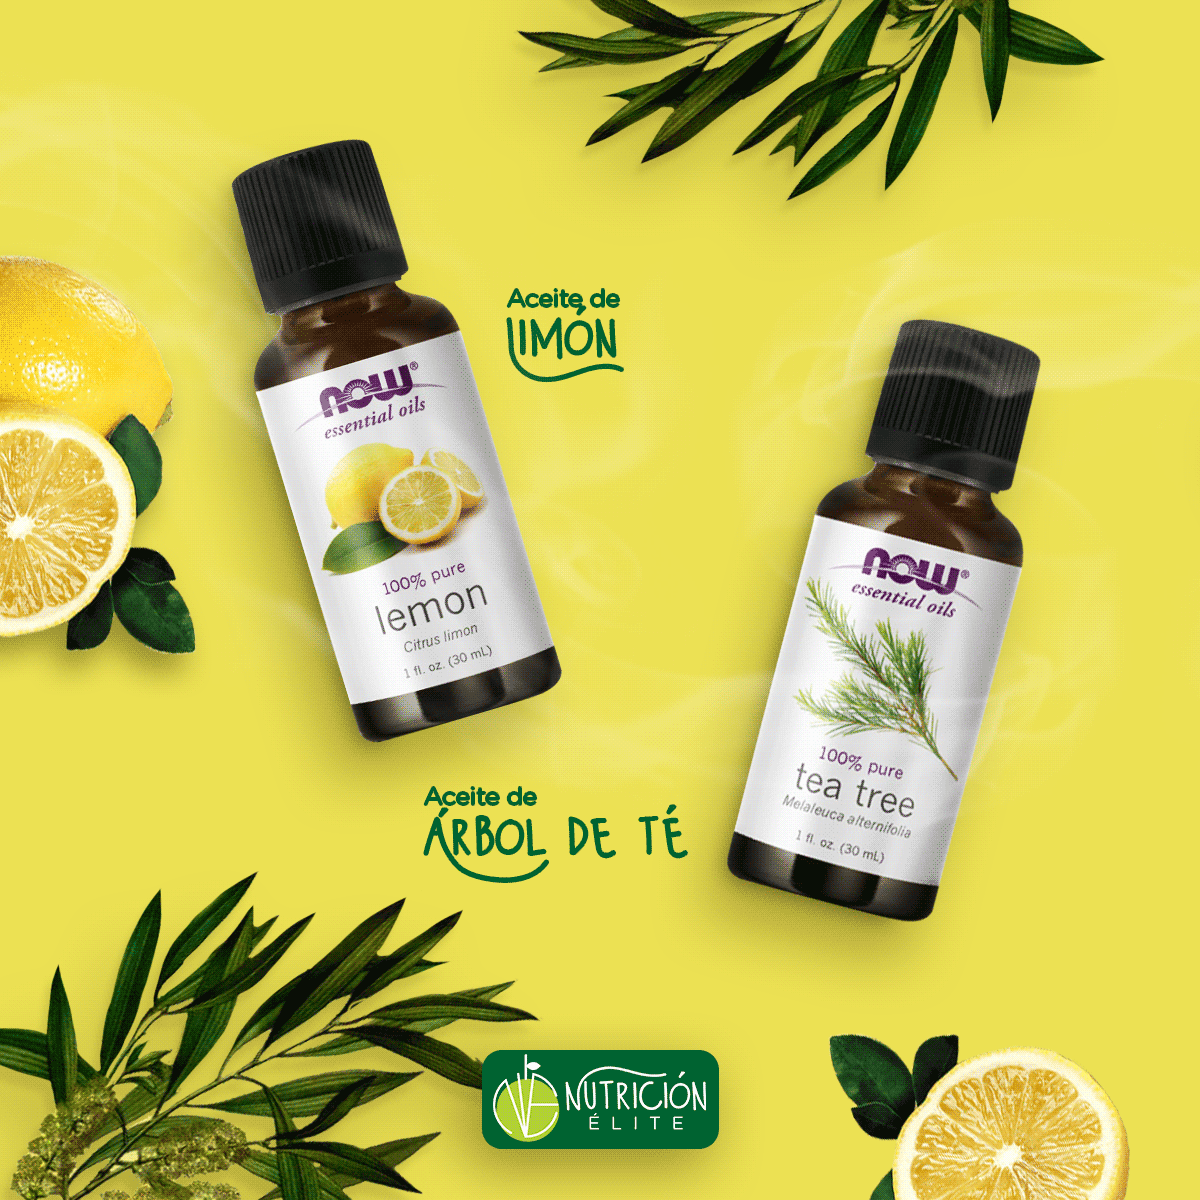 Aceite de
LIMÓN
now®
essential oils
100% pure
lemon
Citrus limon
1 fl. oz. (30 mL)
now®
essential oils
100% pure
tea tree
Melaleuca alternifolia
1 fl. oz. (30 mL)
Aceite de
ÁRBOL DE TÉ
NE NUTRICIÓN
ÉLITE